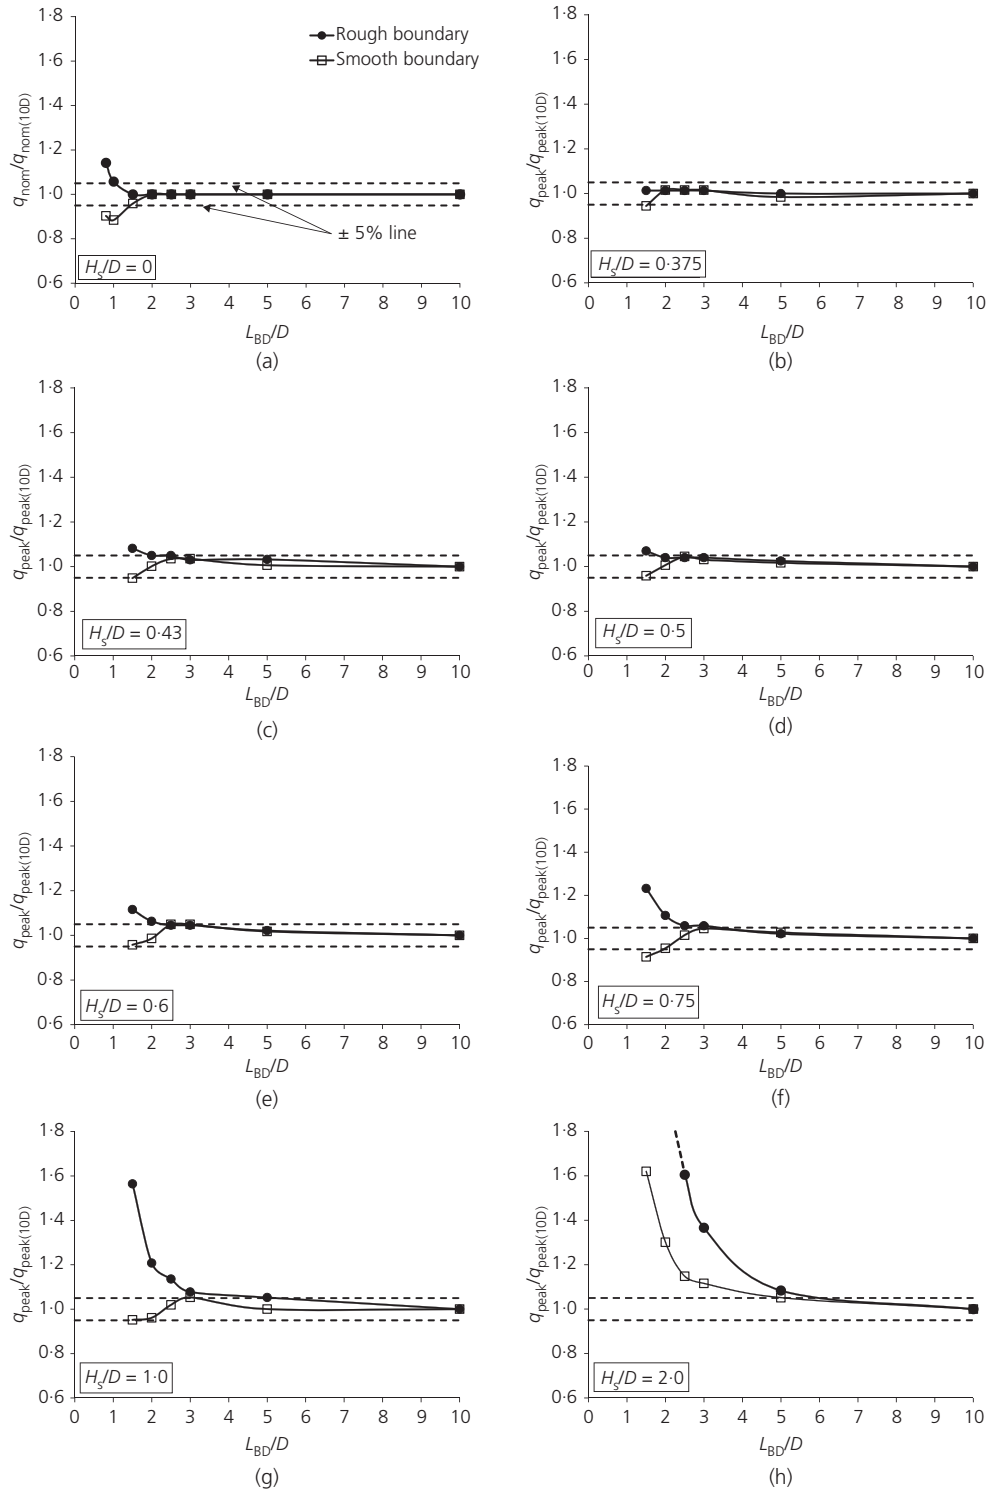 1·8
1·6
1·4
1·2
1·0
0·8
0·6
q_nom/q_nom(10D)
Rough boundary
Smooth boundary
± 5% line
H_s/D = 0
0 1 2 3 4 5 6 7 8 9 10
L_BD/D
(a)
1·8
1·6
1·4
1·2
1·0
0·8
0·6
q_peak/q_peak(10D)
H_s/D = 0·375
0 1 2 3 4 5 6 7 8 9 10
L_BD/D
(b)
1·8
1·6
1·4
1·2
1·0
0·8
0·6
q_peak/q_peak(10D)
H_s/D = 0·43
0 1 2 3 4 5 6 7 8 9 10
L_BD/D
(c)
1·8
1·6
1·4
1·2
1·0
0·8
0·6
q_peak/q_peak(10D)
H_s/D = 0·5
0 1 2 3 4 5 6 7 8 9 10
L_BD/D
(d)
1·8
1·6
1·4
1·2
1·0
0·8
0·6
q_peak/q_peak(10D)
H_s/D = 0·6
0 1 2 3 4 5 6 7 8 9 10
L_BD/D
(e)
1·8
1·6
1·4
1·2
1·0
0·8
0·6
q_peak/q_peak(10D)
H_s/D = 0·75
0 1 2 3 4 5 6 7 8 9 10
L_BD/D
(f)
1·8
1·6
1·4
1·2
1·0
0·8
0·6
q_peak/q_peak(10D)
H_s/D = 1·0
0 1 2 3 4 5 6 7 8 9 10
L_BD/D
(g)
1·8
1·6
1·4
1·2
1·0
0·8
0·6
q_peak/q_peak(10D)
H_s/D = 2·0
0 1 2 3 4 5 6 7 8 9 10
L_BD/D
(h)